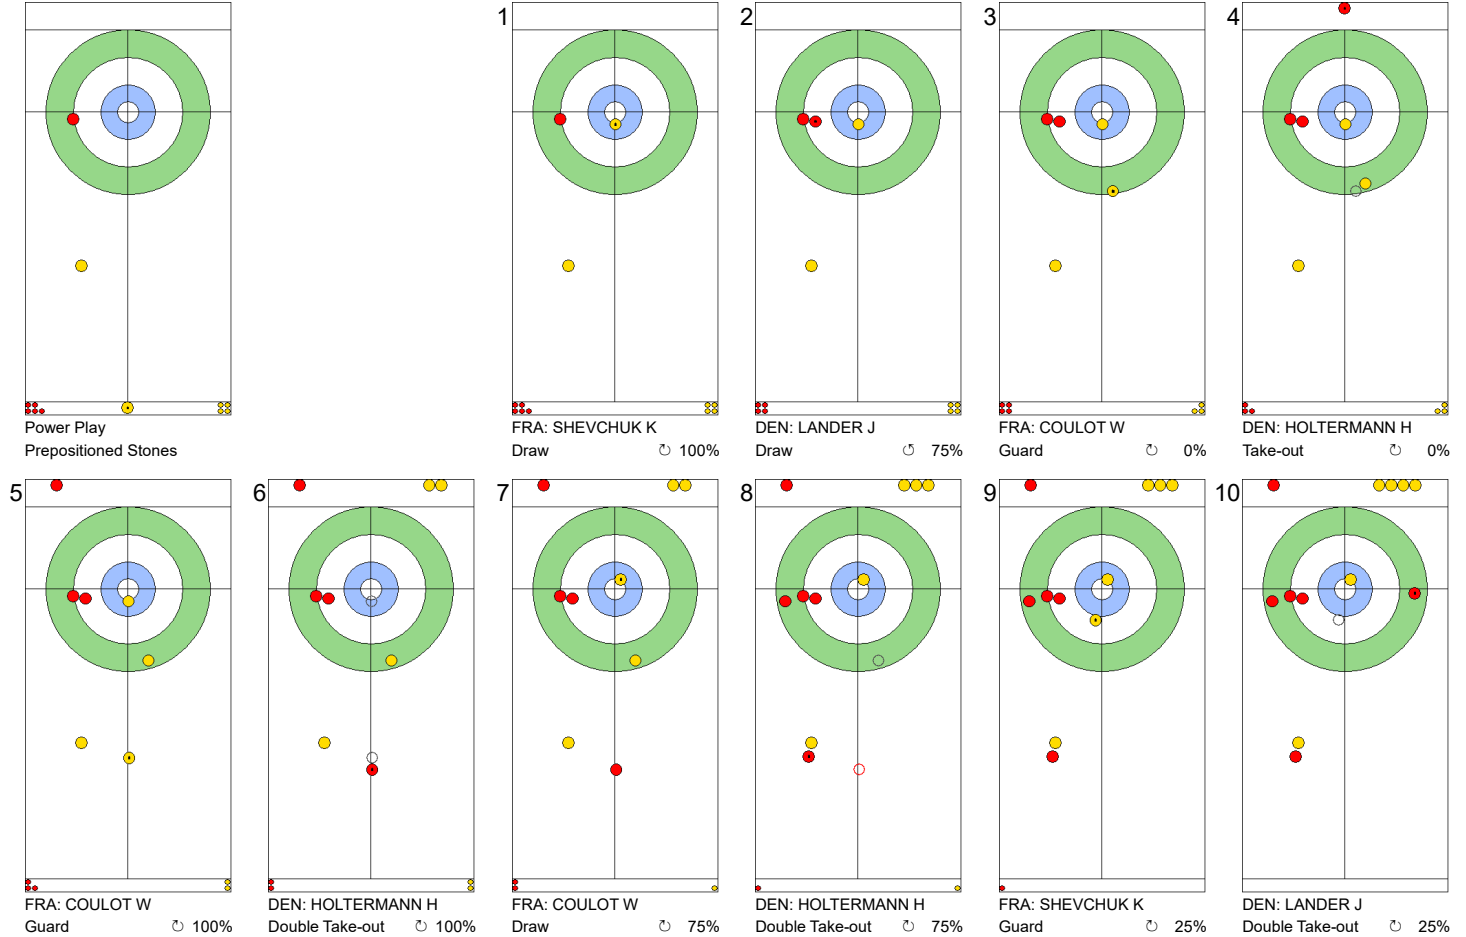 1
2
3
4
Power Play
Prepositioned Stones
FRA: SHEVCHUK K
Draw ↻ 100%
DEN: LANDER J
Draw ↺ 75%
FRA: COULOT W
Guard ↻ 0%
DEN: HOLTERMANN H
Take-out ↻ 0%
5
6
7
8
9
10
FRA: COULOT W
Guard ↻ 100%
DEN: HOLTERMANN H
Double Take-out ↻ 100%
FRA: COULOT W
Draw ↻ 75%
DEN: HOLTERMANN H
Double Take-out ↻ 75%
FRA: SHEVCHUK K
Guard ↻ 25%
DEN: LANDER J
Double Take-out ↻ 25%